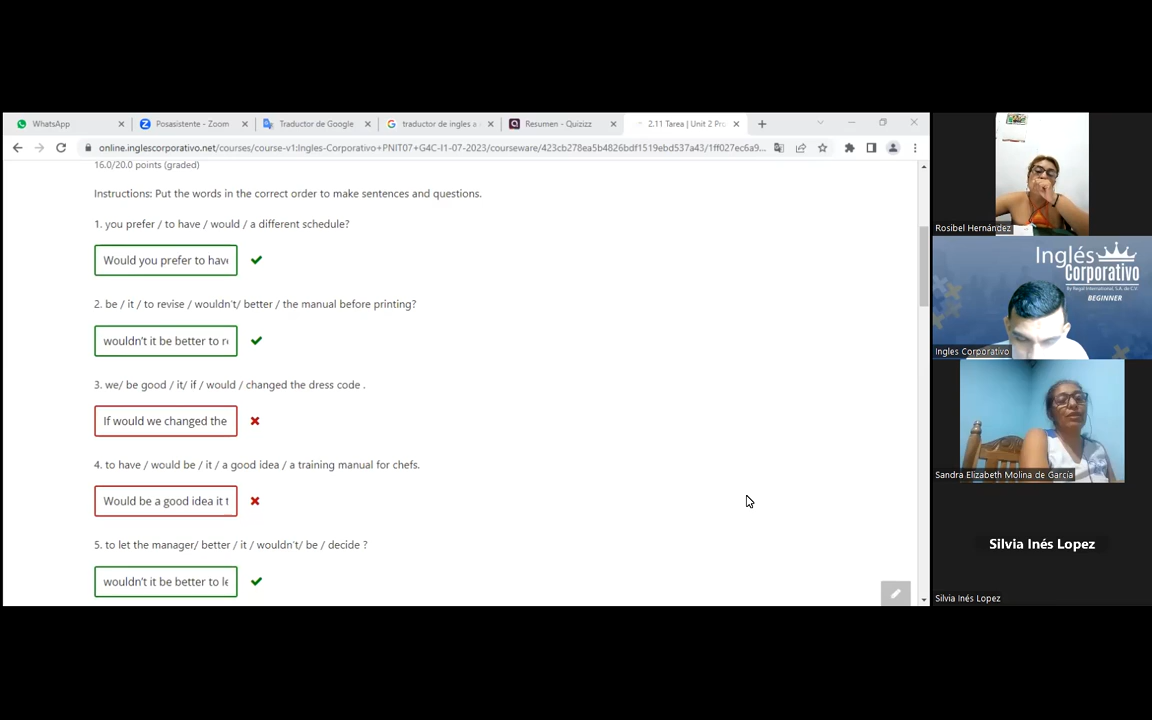 WhatsApp
Posasistente - Zoom
Traductor de Google
traductor de ingles a
Resumen - Quizizz
2.11 Tarea | Unit 2 Pr
online.inglescorporativo.net/courses/course-v1:Ingles-Corporativo+PNIT07+G4C-I1-07-2023/courseware/423cb278ea5b4826bdf1519ebd537a43/1ff027ec6a9...
16.0/20.0 points (graded)
Instructions: Put the words in the correct order to make sentences and questions.
1. you prefer / to have / would / a different schedule?
Would you prefer to hav
2. be / it / to revise / wouldn't/ better / the manual before printing?
wouldn't it be better to r
3. we/ be good / it/ if / would / changed the dress code .
If would we changed the
4. to have / would be / it / a good idea / a training manual for chefs.
Would be a good idea it t
5. to let the manager/ better / it / wouldn't/ be / decide ?
wouldn't it be better to le
Rosibel Hernández
Inglés
Corporativo
By Regal International, S.A. de C.V.
BEGINNER
Ingles Corporativo
Sandra Elizabeth Molina de García
Silvia Inés Lopez
Silvia Inés Lopez